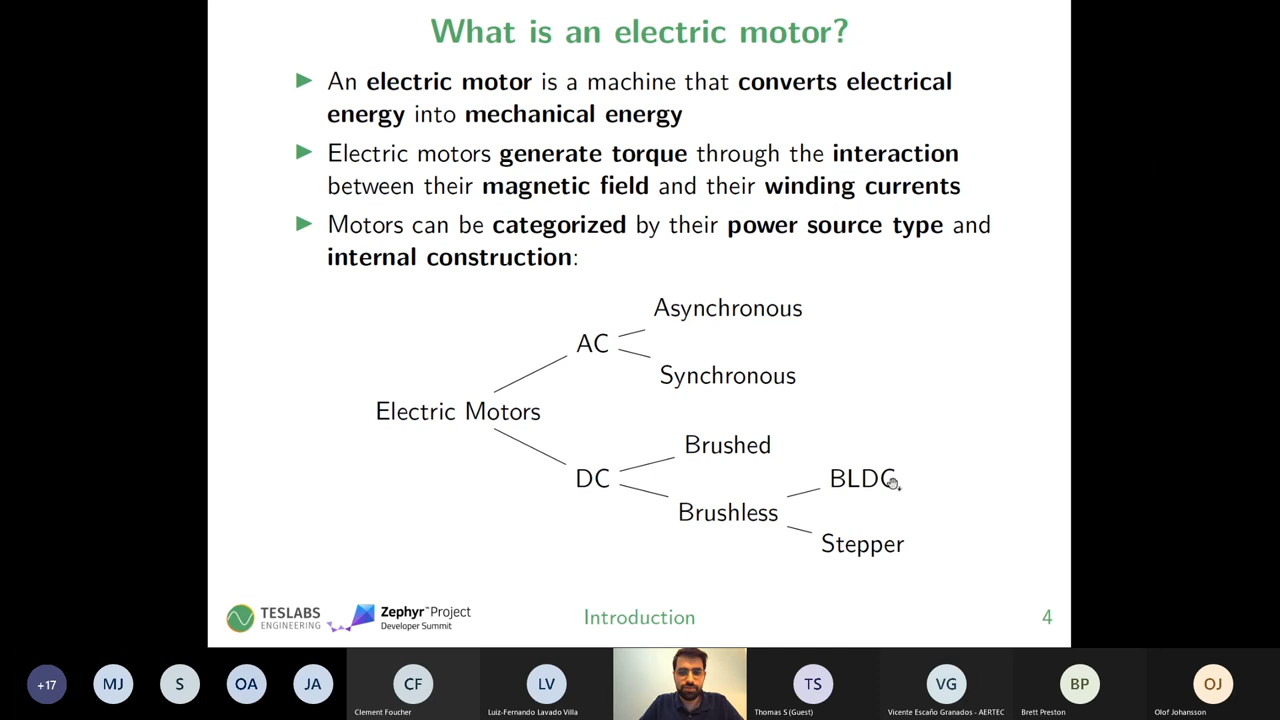 What is an electric motor?
An electric motor is a machine that converts electrical
energy into mechanical energy
Electric motors generate torque through the interaction
between their magnetic field and their winding currents
Motors can be categorized by their power source type and
internal construction:
Asynchronous
AC
Synchronous
Electric Motors
Brushed
DC
BLDC
Brushless
Stepper
TESLABS
ENGINEERING
Zephyr™Project
Developer Summit
Introduction
4
+17
MJ
S
OA
JA
CF
Clement Foucher
LV
Luiz-Fernando Lavado Villa
TS
Thomas S (Guest)
VG
Vicente Escaño Granados - AERTEC
BP
Brett Preston
OJ
Olof Johansson